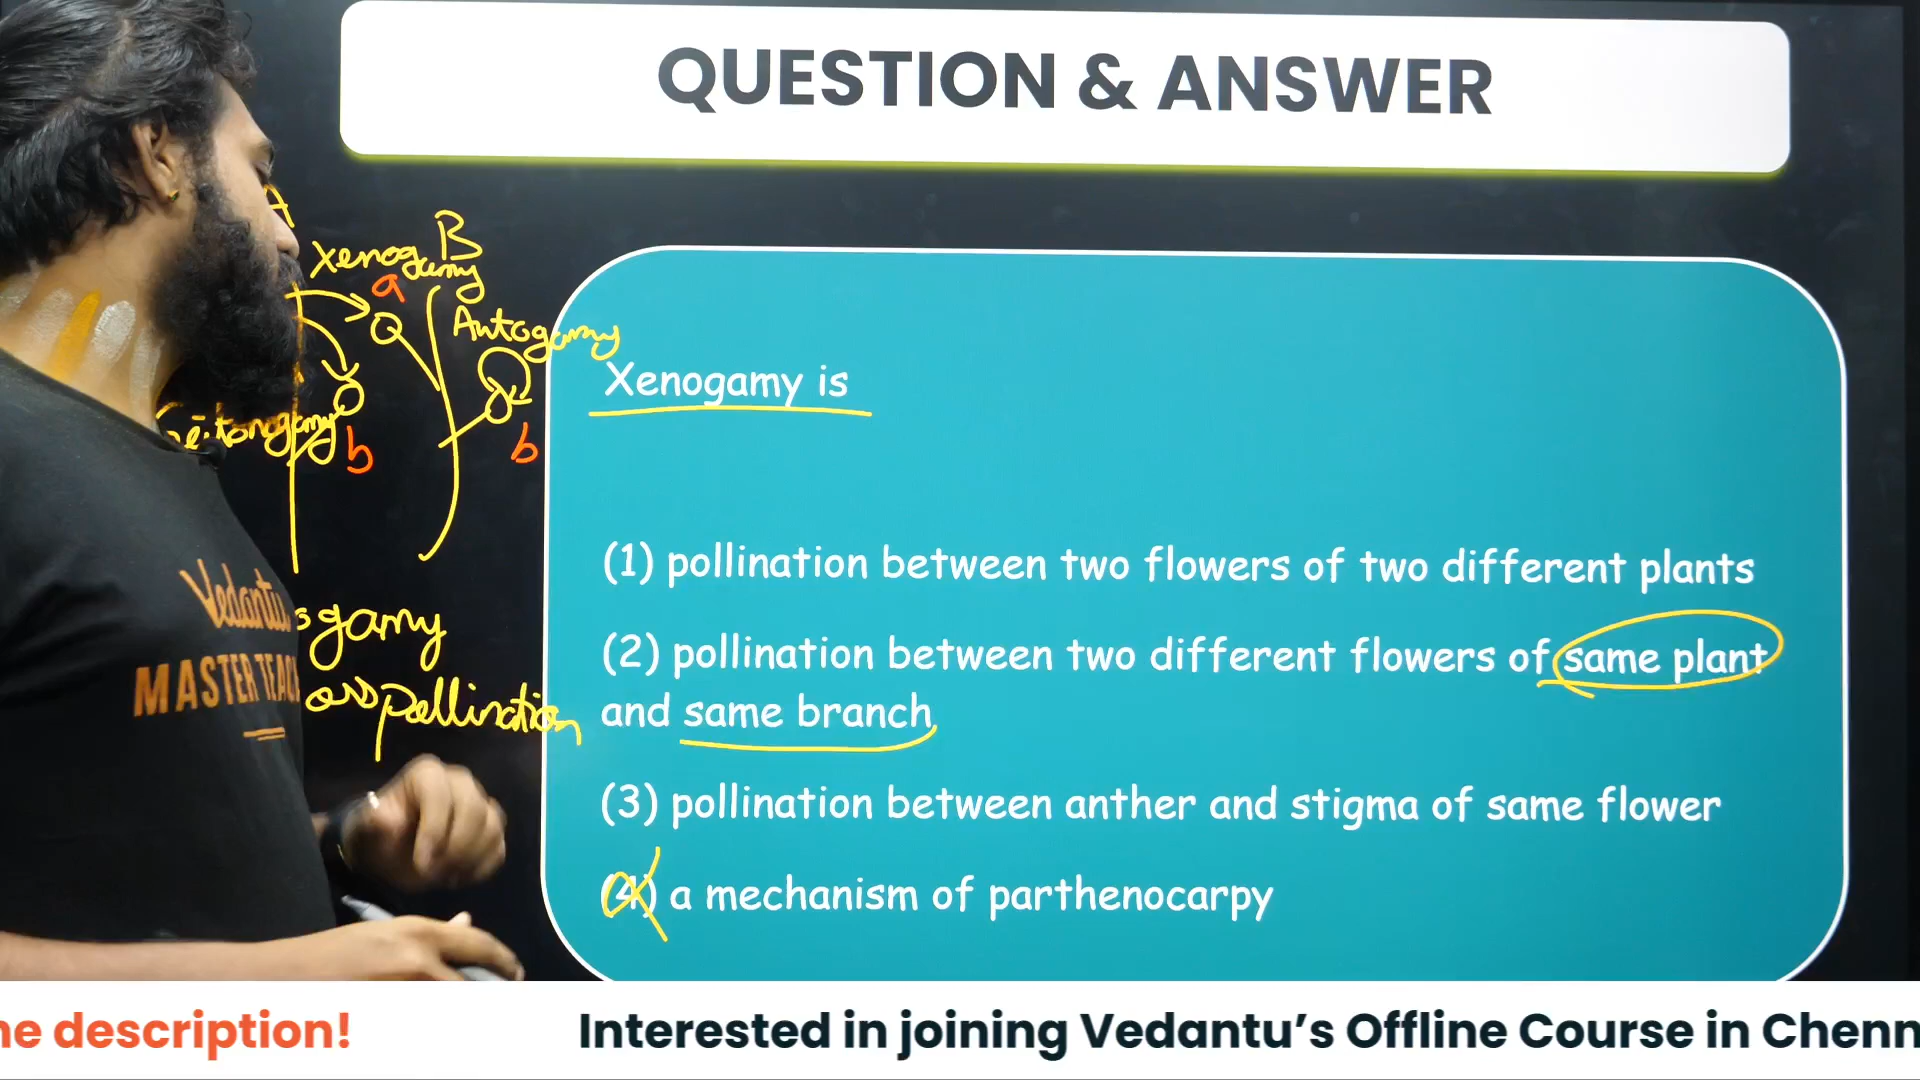 QUESTION & ANSWER
B
Xenogamy
a
Autogamy
Xenogamy is
b
b
(1) pollination between two flowers of two different plants
gamy
(2) pollination between two different flowers of same plant
and same branch
pollination
Vedantu
MASTER
(3) pollination between anther and stigma of same flower
(4) a mechanism of parthenocarpy
description!
Interested in joining Vedantu’s Offline Course in Chenn